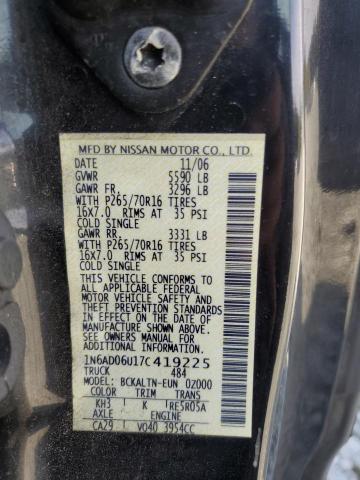 MFD BY NISSAN MOTOR CO., LTD.
DATE 11/06
GVWR 5590 LB
GAWR FR. 3296 LB
WITH P265/70R16 TIRES
16X7.0 RIMS AT 35 PSI
COLD SINGLE
GAWR RR. 3331 LB
WITH P265/70R16 TIRES
16X7.0 RIMS AT 35 PSI
COLD SINGLE
THIS VEHICLE CONFORMS TO
ALL APPLICABLE FEDERAL
MOTOR VEHICLE SAFETY AND
THEFT PREVENTION STANDARDS
IN EFFECT ON THE DATE OF
MANUFACTURE SHOWN ABOVE.
SEE OWNERS MANUAL FOR
ADDITIONAL INFORMATION
1N6AD06U17C419225
TRUCK 484
MODEL: BCKALTN-EUN 0Z000
COLOR TRIM TRANS
KH3 K RE5R05A
AXLE ENGINE
CA29 VQ40 3954CC